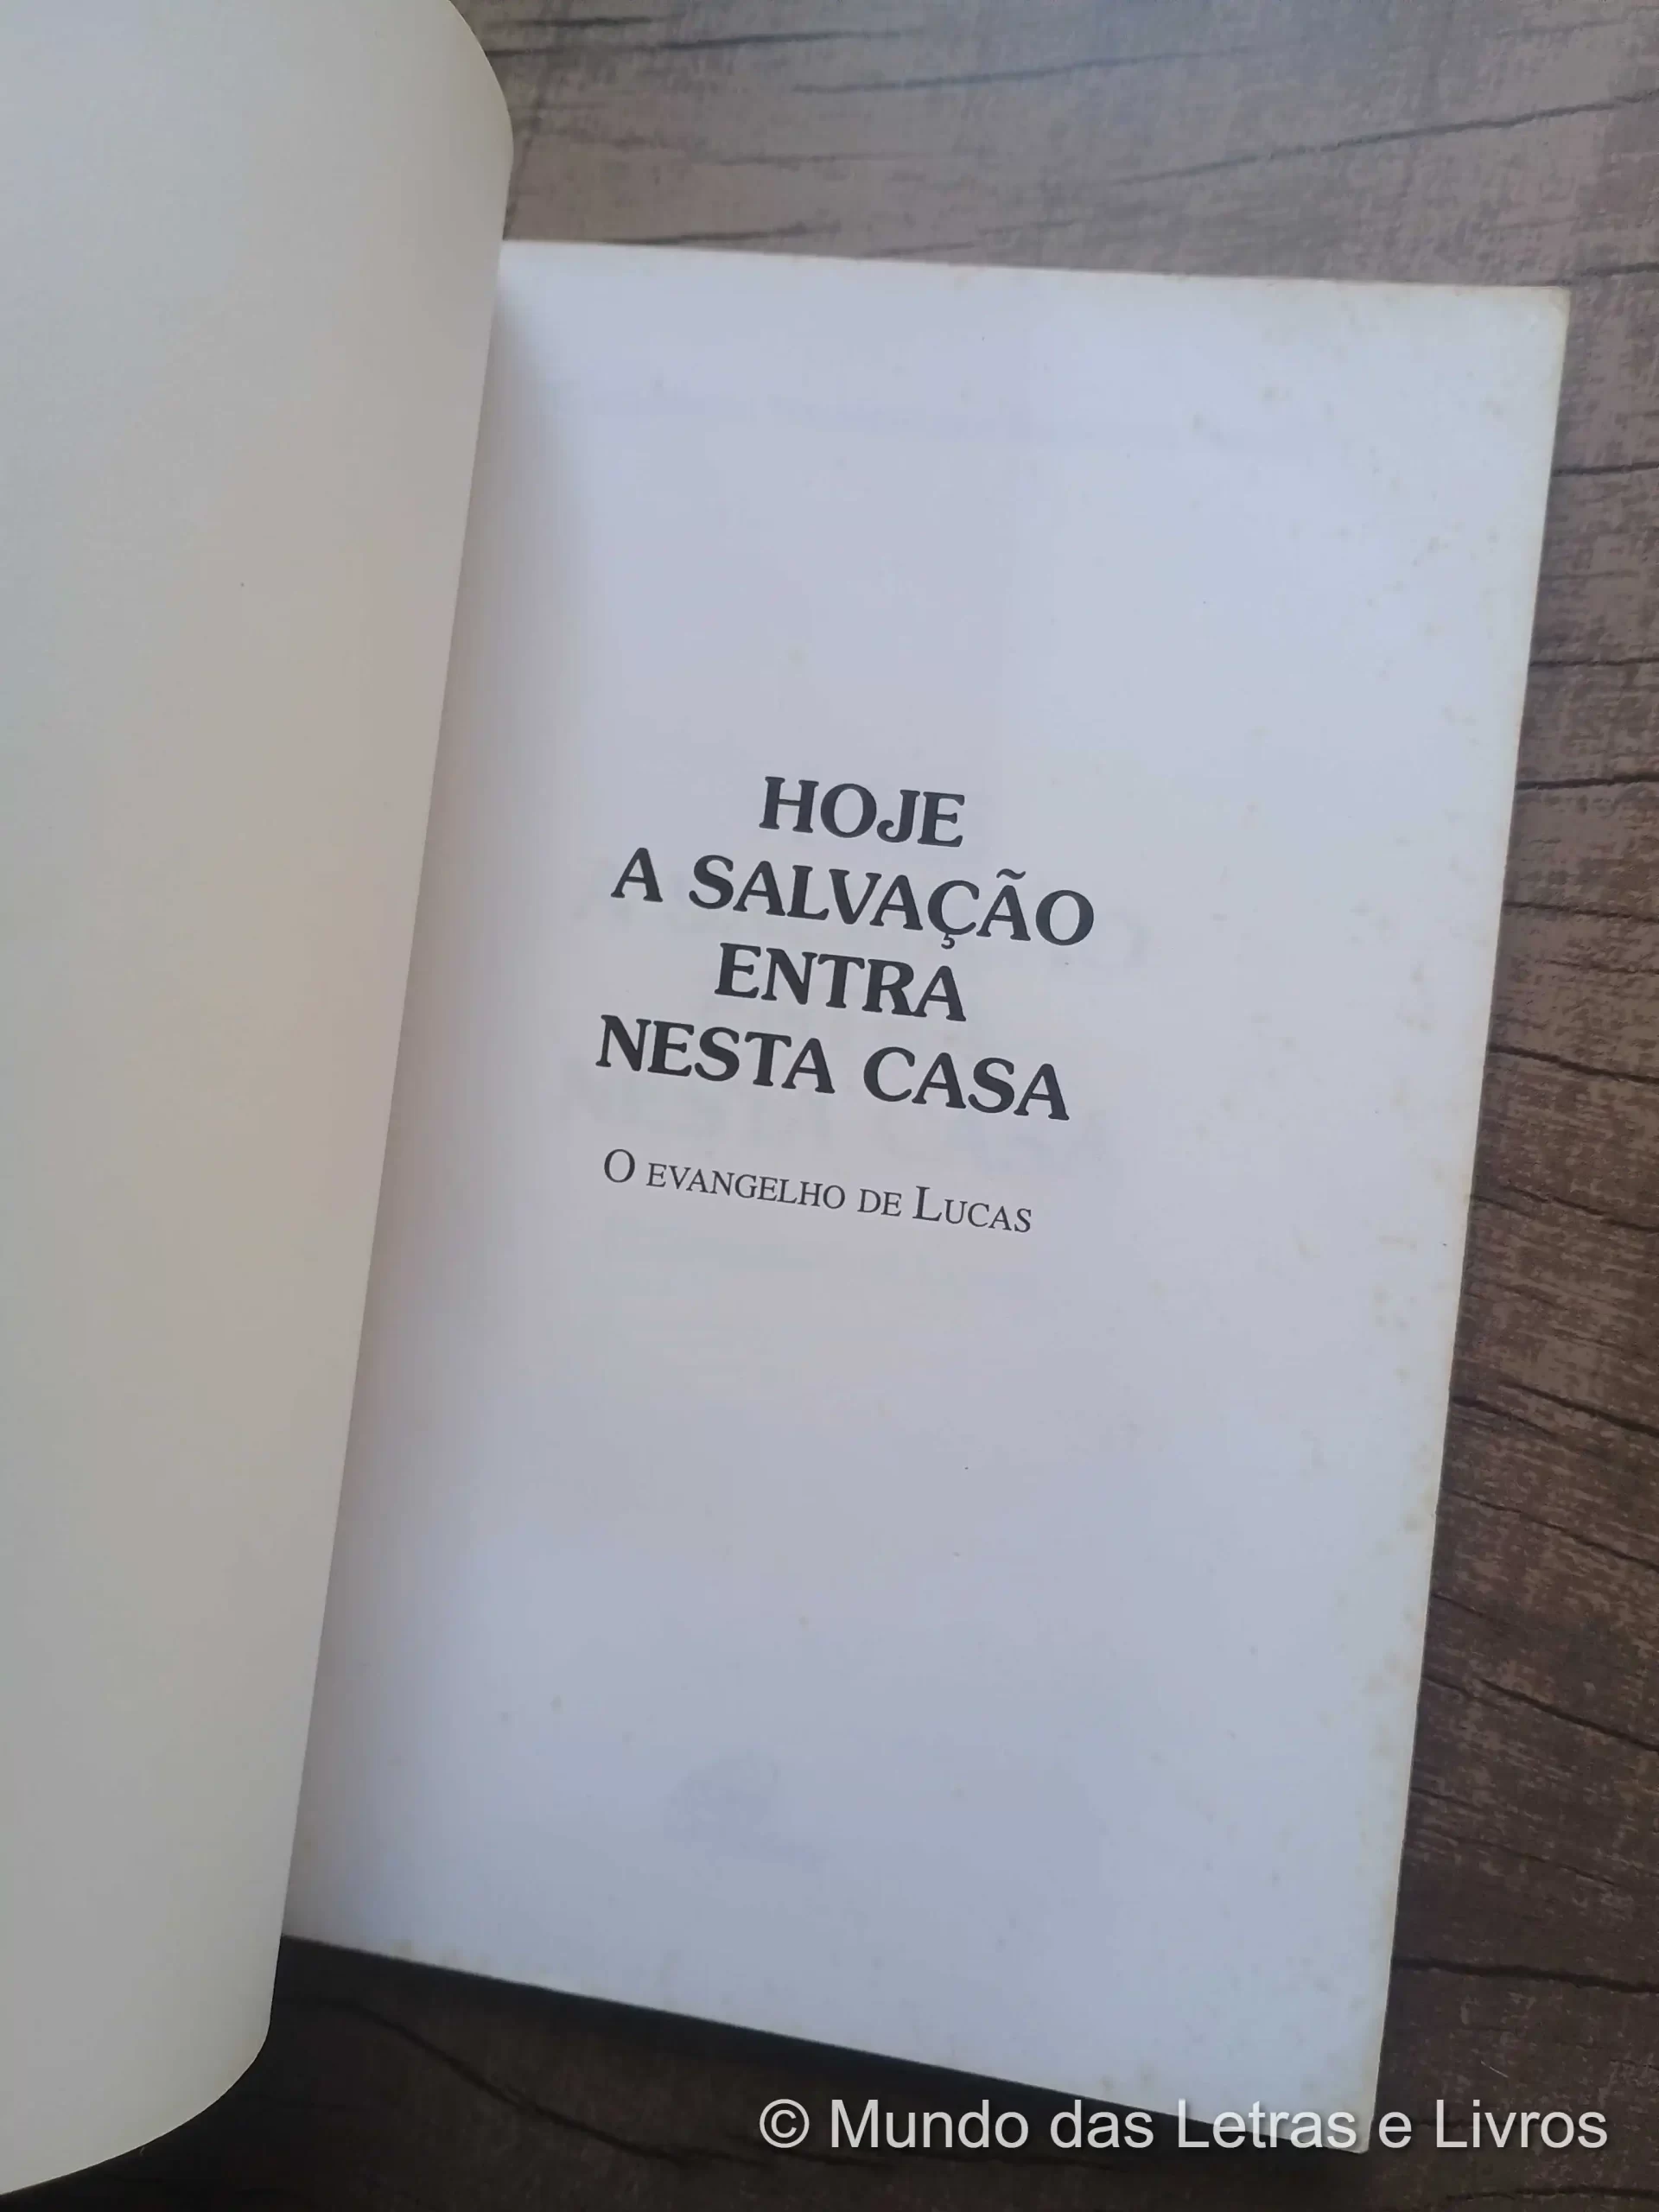 HOJE
A SALVAÇÃO
ENTRA
NESTA CASA
O EVANGELHO DE LUCAS
© Mundo das Letras e Livros